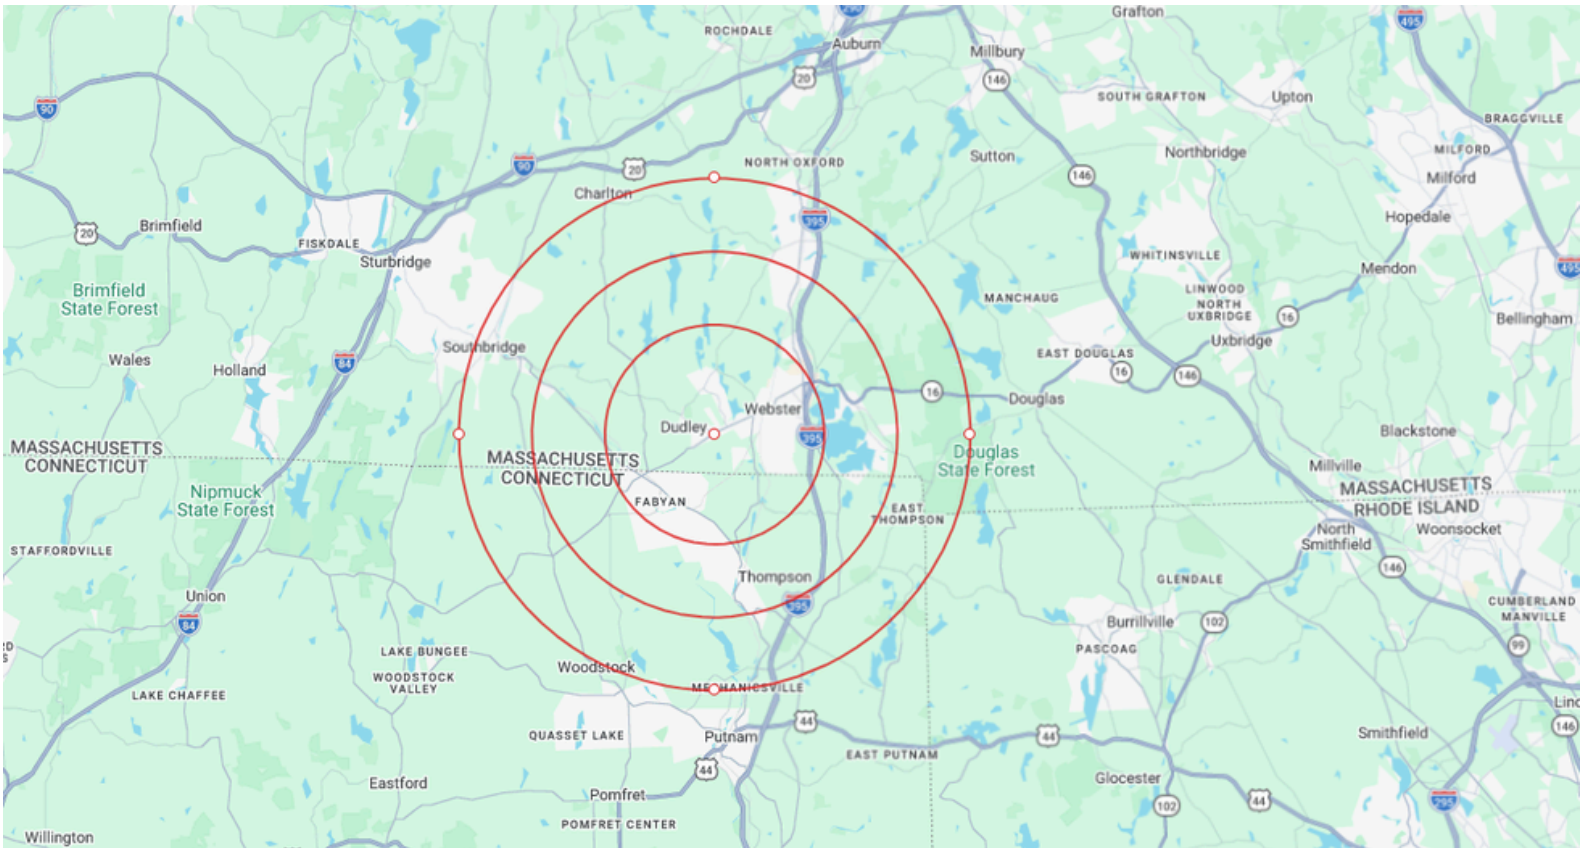 290
Grafton
495
ROCHDALE
Auburn
Millbury
20
146
90
SOUTH GRAFTON
Upton
BRAGGVILLE
NORTH OXFORD
Sutton
Northbridge
MILFORD
90
20
146
Milford
Charlton
Brimfield
20
395
Hopedale
FISKDALE
Sturbridge
WHITINSVILLE
Mendon
495
Brimfield
State Forest
MANCHAUG
LINWOOD
NORTH
UXBRIDGE
16
Bellingham
Wales
Holland
84
Southbridge
EAST DOUGLAS
Uxbridge
16
146
16
Douglas
Webster
Dudley
395
Blackstone
MASSACHUSETTS
CONNECTICUT
MASSACHUSETTS
CONNECTICUT
Douglas
State Forest
Millville
MASSACHUSETTS
RHODE ISLAND
Nipmuck
State Forest
FABYAN
EAST
THOMPSON
North
Smithfield
Woonsocket
STAFFORDVILLE
146
Thompson
GLENDALE
Union
395
84
Burrillville
102
CUMBERLAND
MANVILLE
LAKE BUNGEE
PASCOAG
99
Woodstock
WOODSTOCK
VALLEY
LAKE CHAFFEE
MECHANICSVILLE
QUASSET LAKE
Putnam
44
44
146
Smithfield
EAST PUTNAM
44
Eastford
Glocester
Pomfret
102
44
295
POMFRET CENTER
Willington